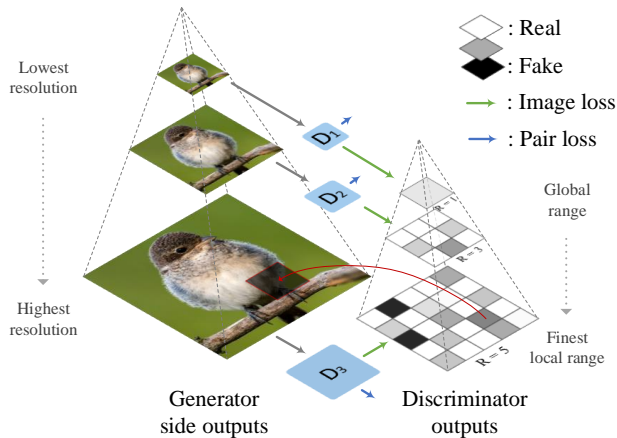 : Real
: Fake
: Image loss
: Pair loss
Lowest
resolution
Highest
resolution
D1
D2
D3
R = 1
R = 3
R = 5
Global
range
Finest
local range
Generator
side outputs
Discriminator
outputs